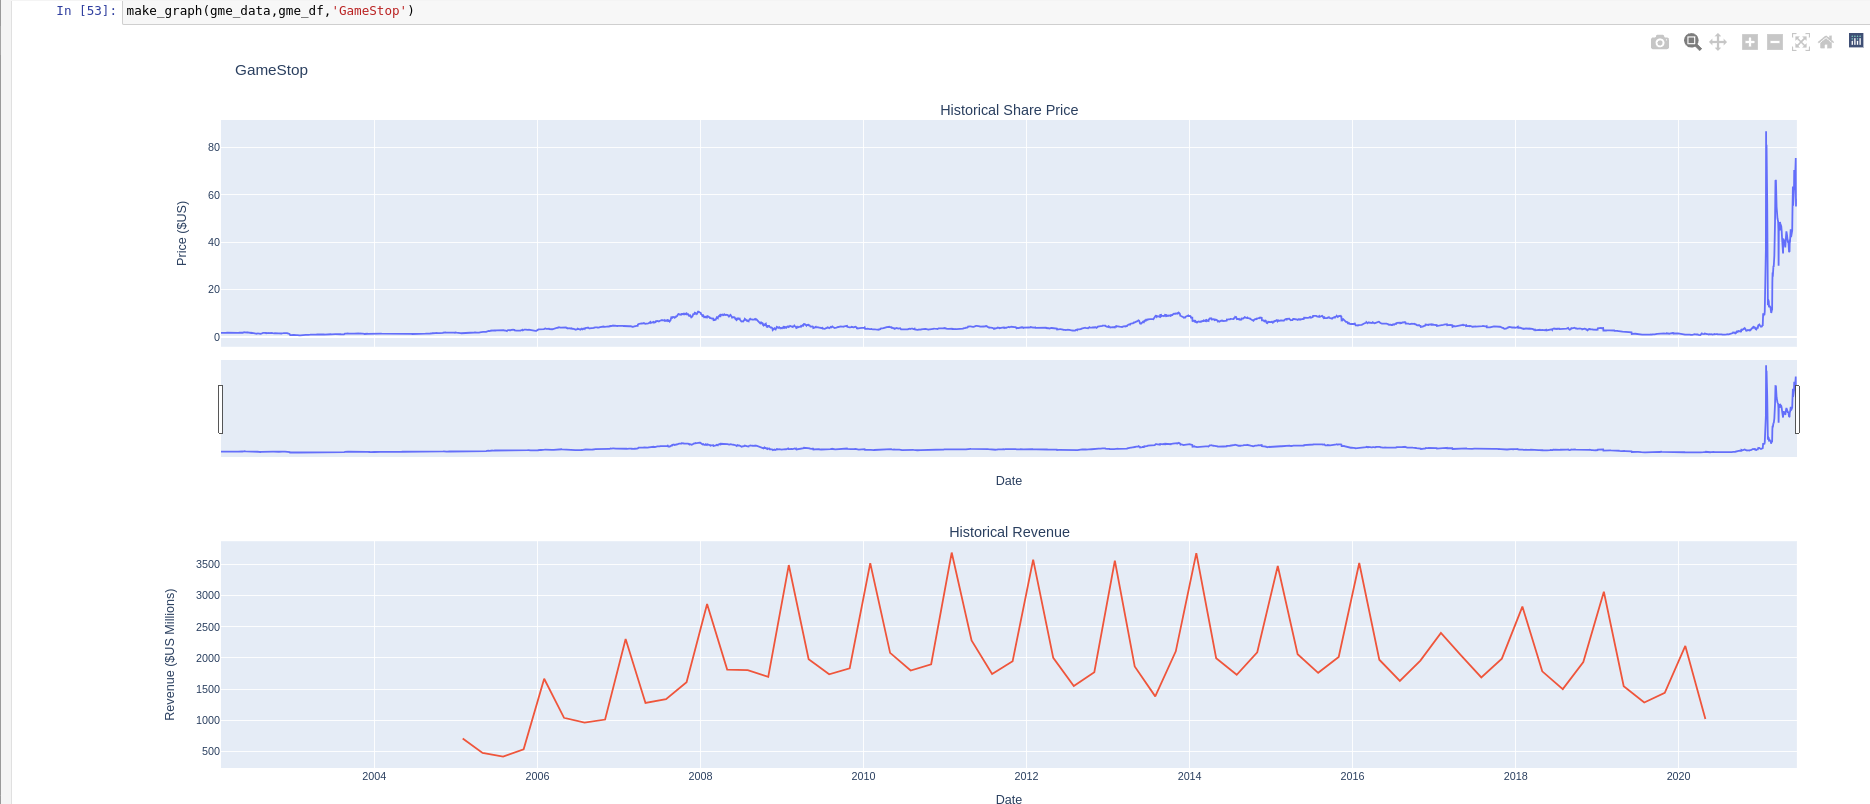 In [53]: make_graph(gme_data,gme_df,'GameStop')
GameStop
Historical Share Price
Price ($US)
80
60
40
20
0
Date
Historical Revenue
Revenue ($US Millions)
3500
3000
2500
2000
1500
1000
500
2004 2006 2008 2010 2012 2014 2016 2018 2020
Date